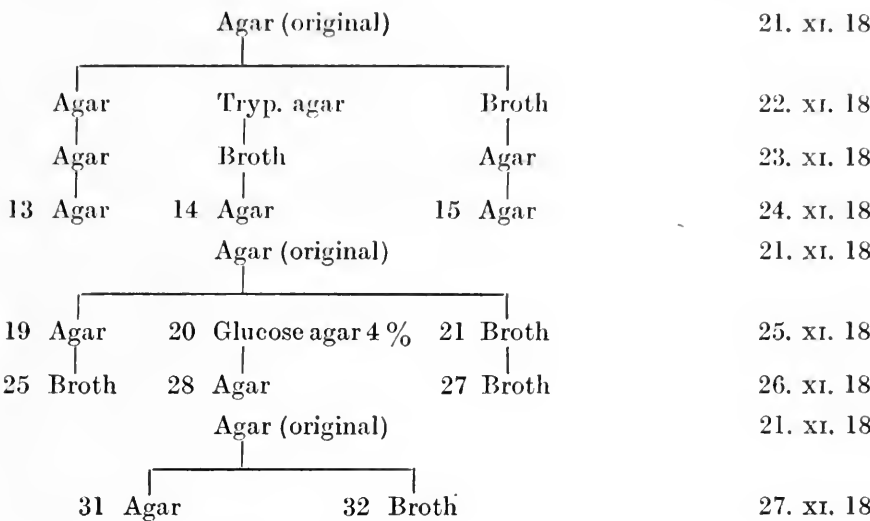 Agar (original) 21. XI. 18
Agar Tryp. agar Broth 22. XI. 18
Agar Broth Agar 23. XI. 18
13 Agar 14 Agar 15 Agar 24. XI. 18
Agar (original) 21. XI. 18
19 Agar 20 Glucose agar 4 % 21 Broth 25. XI. 18
25 Broth 28 Agar 27 Broth 26. XI. 18
Agar (original) 21. XI. 18
31 Agar 32 Broth 27. XI. 18